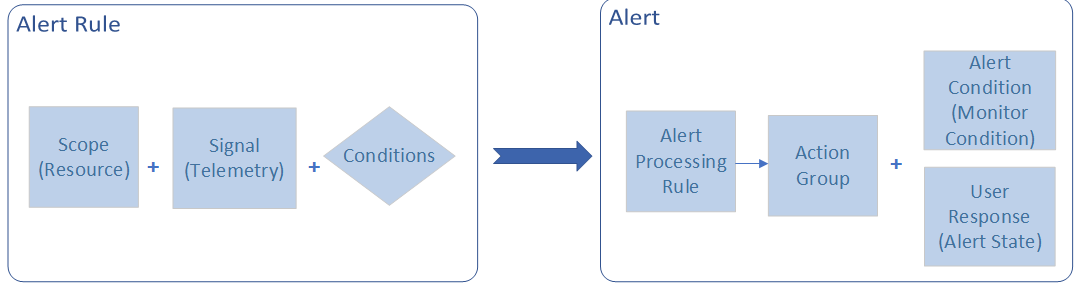 Alert Rule
Scope
(Resource)
+
Signal
(Telemetry)
+
Conditions
Alert
Alert
Processing
Rule
Action
Group
+
Alert
Condition
(Monitor
Condition)
User
Response
(Alert State)